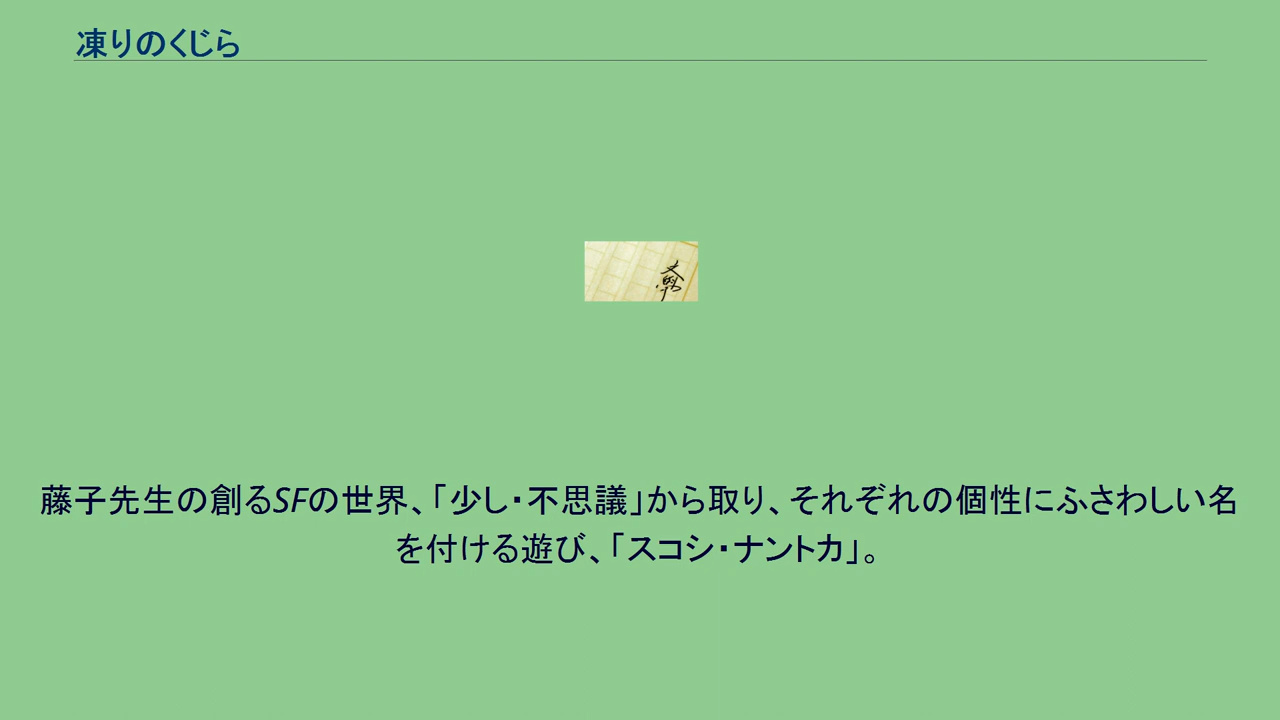 凍りのくじら
藤子先生の創るSFの世界、「少し・不思議」から取り、それぞれの個性にふさわしい名
を付ける遊び、「スコシ・ナントカ」。